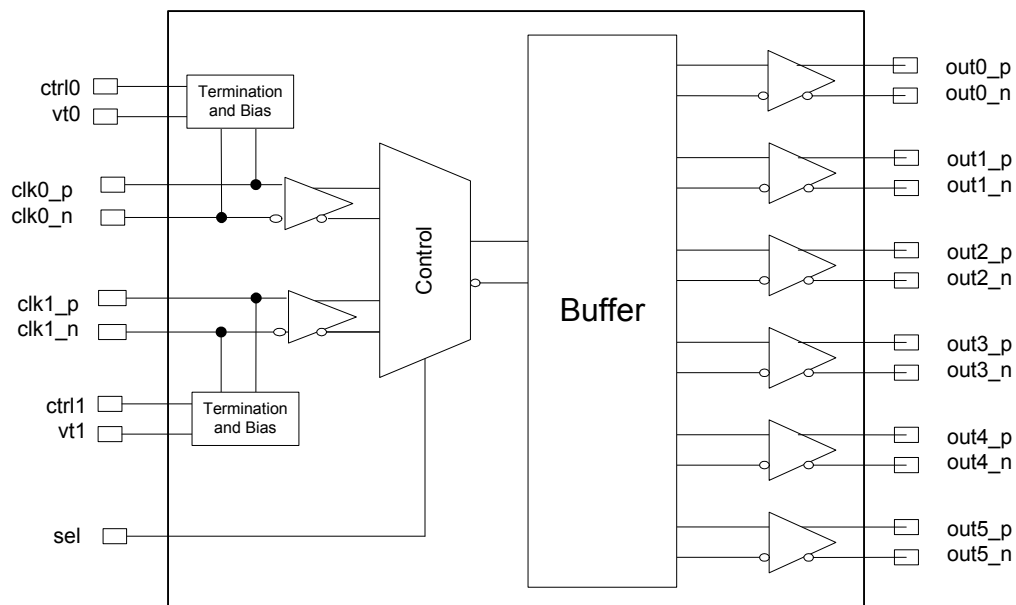 ctrl0
vt0
Termination
and Bias
clk0_p
clk0_n
clk1_p
clk1_n
ctrl1
vt1
Termination
and Bias
sel
Control
Buffer
out0_p
out0_n
out1_p
out1_n
out2_p
out2_n
out3_p
out3_n
out4_p
out4_n
out5_p
out5_n